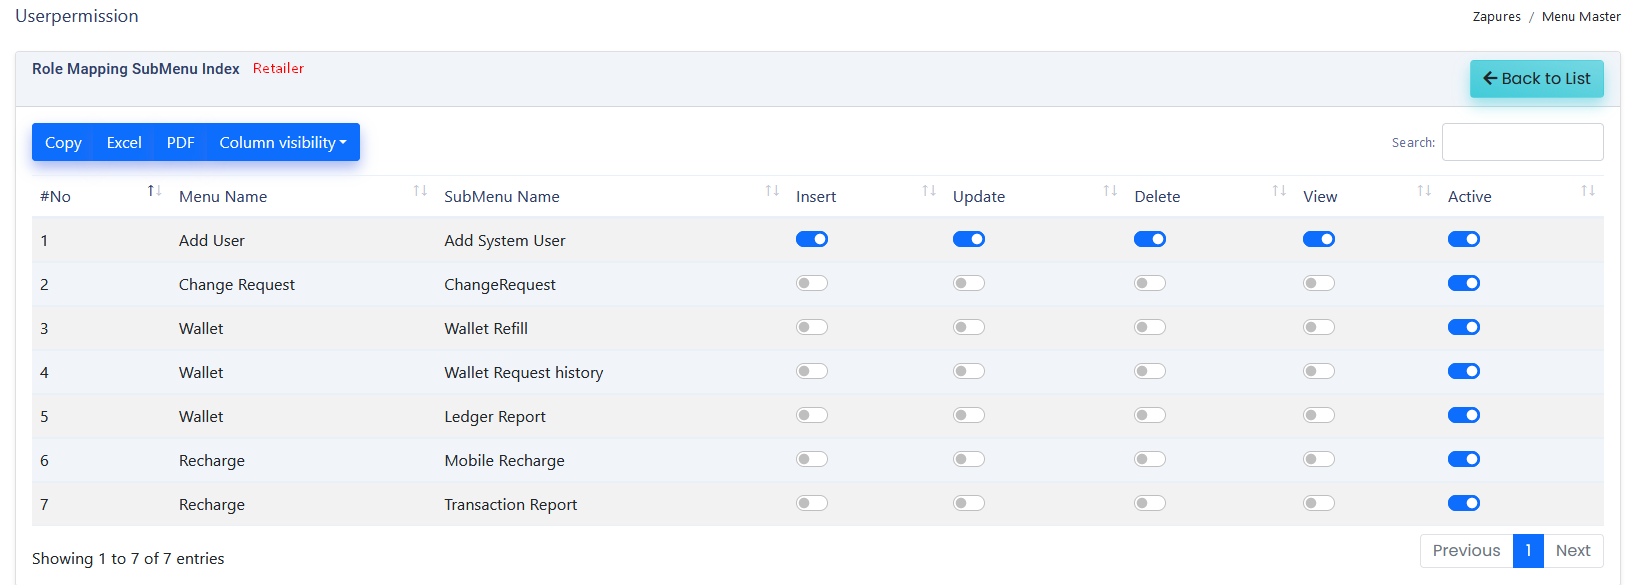 Userpermission
Zapures / Menu Master
Role Mapping SubMenu Index Retailer
Back to List
Copy Excel PDF Column visibility
Search:
#No Menu Name SubMenu Name Insert Update Delete View Active
1 Add User Add System User
2 Change Request ChangeRequest
3 Wallet Wallet Refill
4 Wallet Wallet Request history
5 Wallet Ledger Report
6 Recharge Mobile Recharge
7 Recharge Transaction Report
Showing 1 to 7 of 7 entries
Previous 1 Next